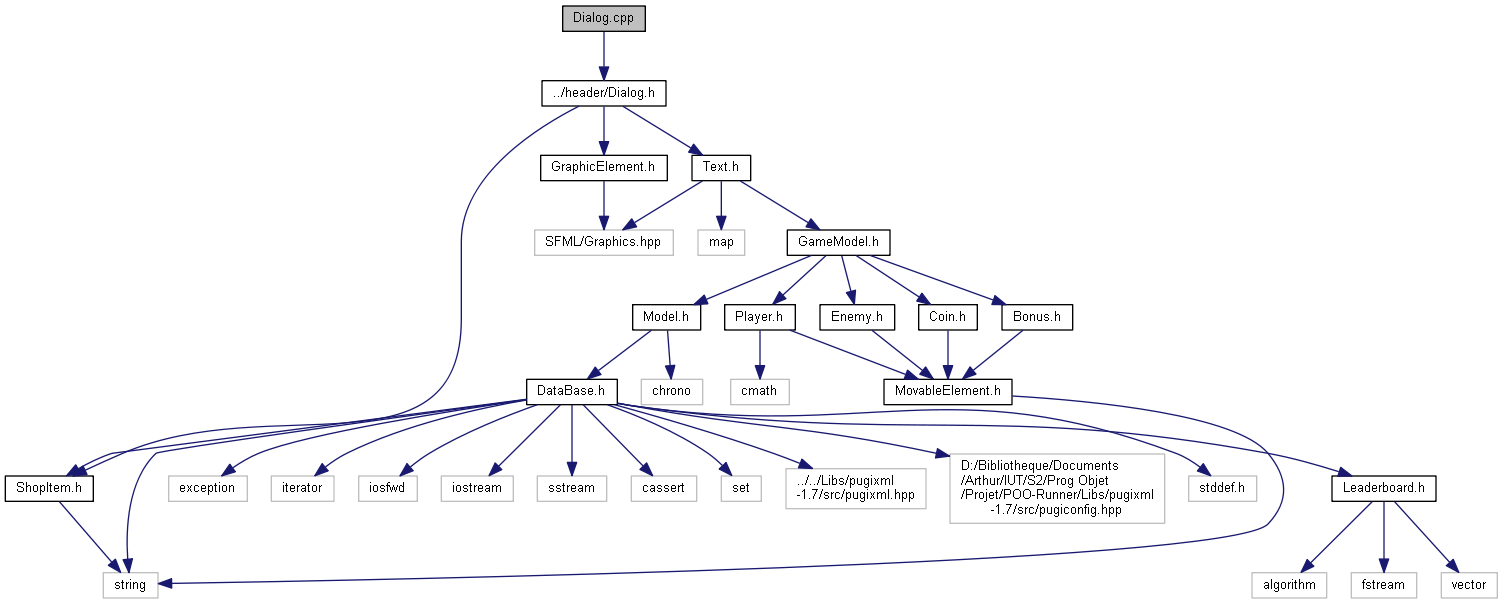 Dialog.cpp
../header/Dialog.h
GraphicElement.h
Text.h
SFML/Graphics.hpp
map
GameModel.h
Model.h
Player.h
Enemy.h
Coin.h
Bonus.h
DataBase.h
chrono
cmath
MovableElement.h
ShopItem.h
exception
iterator
iosfwd
iostream
sstream
cassert
set
../../Libs/pugixml
-1.7/src/pugixml.hpp
D:/Bibliotheque/Documents
/Arthur/IUT/S2/Prog Objet
/Projet/POO-Runner/Libs/pugixml
-1.7/src/pugiconfig.hpp
stddef.h
Leaderboard.h
string
algorithm
fstream
vector